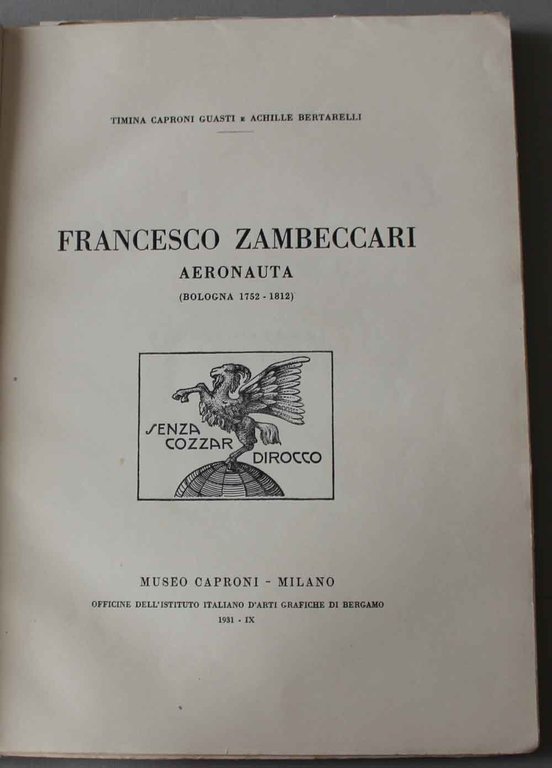 TIMINA CAPRONI GUASTI E ACHILLE BERTARELLI
FRANCESCO ZAMBECCARI
AERONAUTA
(BOLOGNA 1752 - 1812)
SENZA
COZZAR
DIROCCO
MUSEO CAPRONI - MILANO
OFFICINE DELL'ISTITUTO ITALIANO D'ARTI GRAFICHE DI BERGAMO
1931 - IX